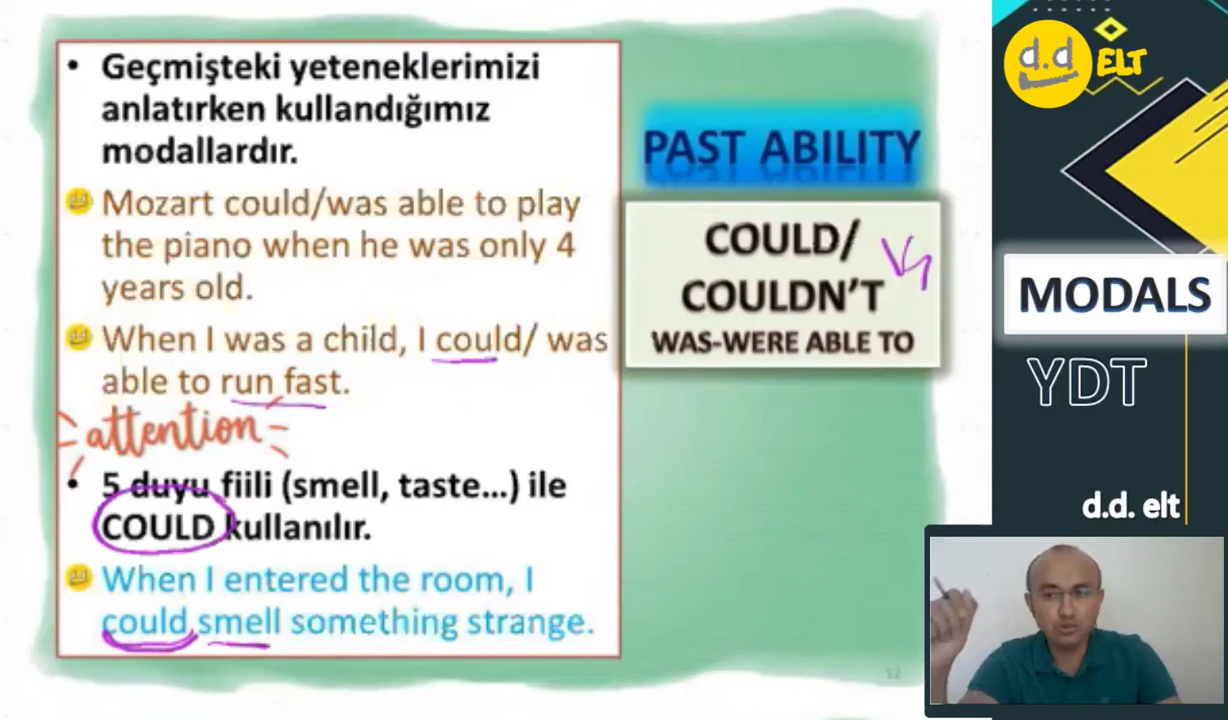 • Geçmişteki yeteneklerimizi
anlatırken kullandığımız
modallardır.
Mozart could/was able to play
the piano when he was only 4
years old.
When I was a child, I could/ was
able to run fast.
attention
• 5 duyu fiili (smell, taste...) ile
COULD kullanılır.
When I entered the room, I
could smell something strange.
PAST ABILITY
COULD/
COULDN'T
WAS-WERE ABLE TO
d.d ELT
MODALS
YDT
d.d. elt